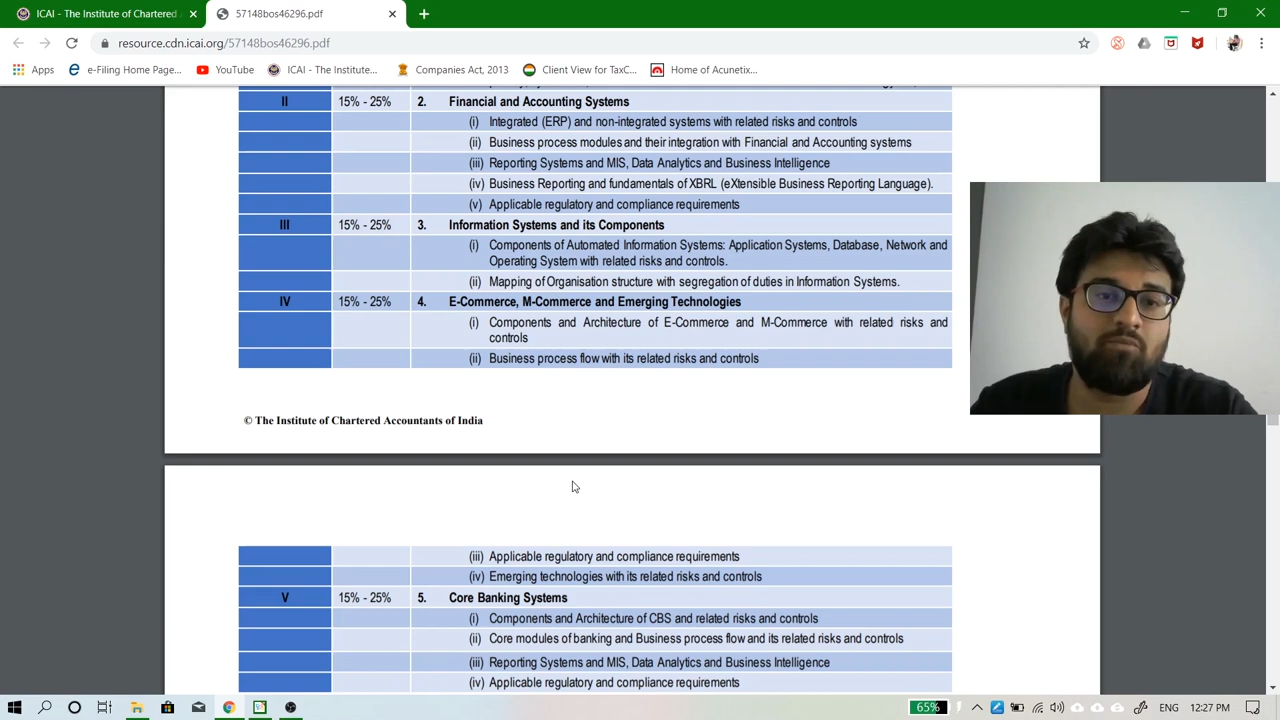 ICAI - The Institute of Chartered A
57148bos46296.pdf
resource.cdn.icai.org/57148bos46296.pdf
Apps
e-Filing Home Page...
YouTube
ICAI - The Institute...
Companies Act, 2013
Client View for TaxC...
Home of Acunetix...
II 15% - 25% 2. Financial and Accounting Systems
(i) Integrated (ERP) and non-integrated systems with related risks and controls
(ii) Business process modules and their integration with Financial and Accounting systems
(iii) Reporting Systems and MIS, Data Analytics and Business Intelligence
(iv) Business Reporting and fundamentals of XBRL (eXtensible Business Reporting Language).
(v) Applicable regulatory and compliance requirements
III 15% - 25% 3. Information Systems and its Components
(i) Components of Automated Information Systems: Application Systems, Database, Network and
Operating System with related risks and controls.
(ii) Mapping of Organisation structure with segregation of duties in Information Systems.
IV 15% - 25% 4. E-Commerce, M-Commerce and Emerging Technologies
(i) Components and Architecture of E-Commerce and M-Commerce with related risks and
controls
(ii) Business process flow with its related risks and controls
© The Institute of Chartered Accountants of India
(iii) Applicable regulatory and compliance requirements
(iv) Emerging technologies with its related risks and controls
V 15% - 25% 5. Core Banking Systems
(i) Components and Architecture of CBS and related risks and controls
(ii) Core modules of banking and Business process flow and its related risks and controls
(iii) Reporting Systems and MIS, Data Analytics and Business Intelligence
(iv) Applicable regulatory and compliance requirements
65%
ENG
12:27 PM